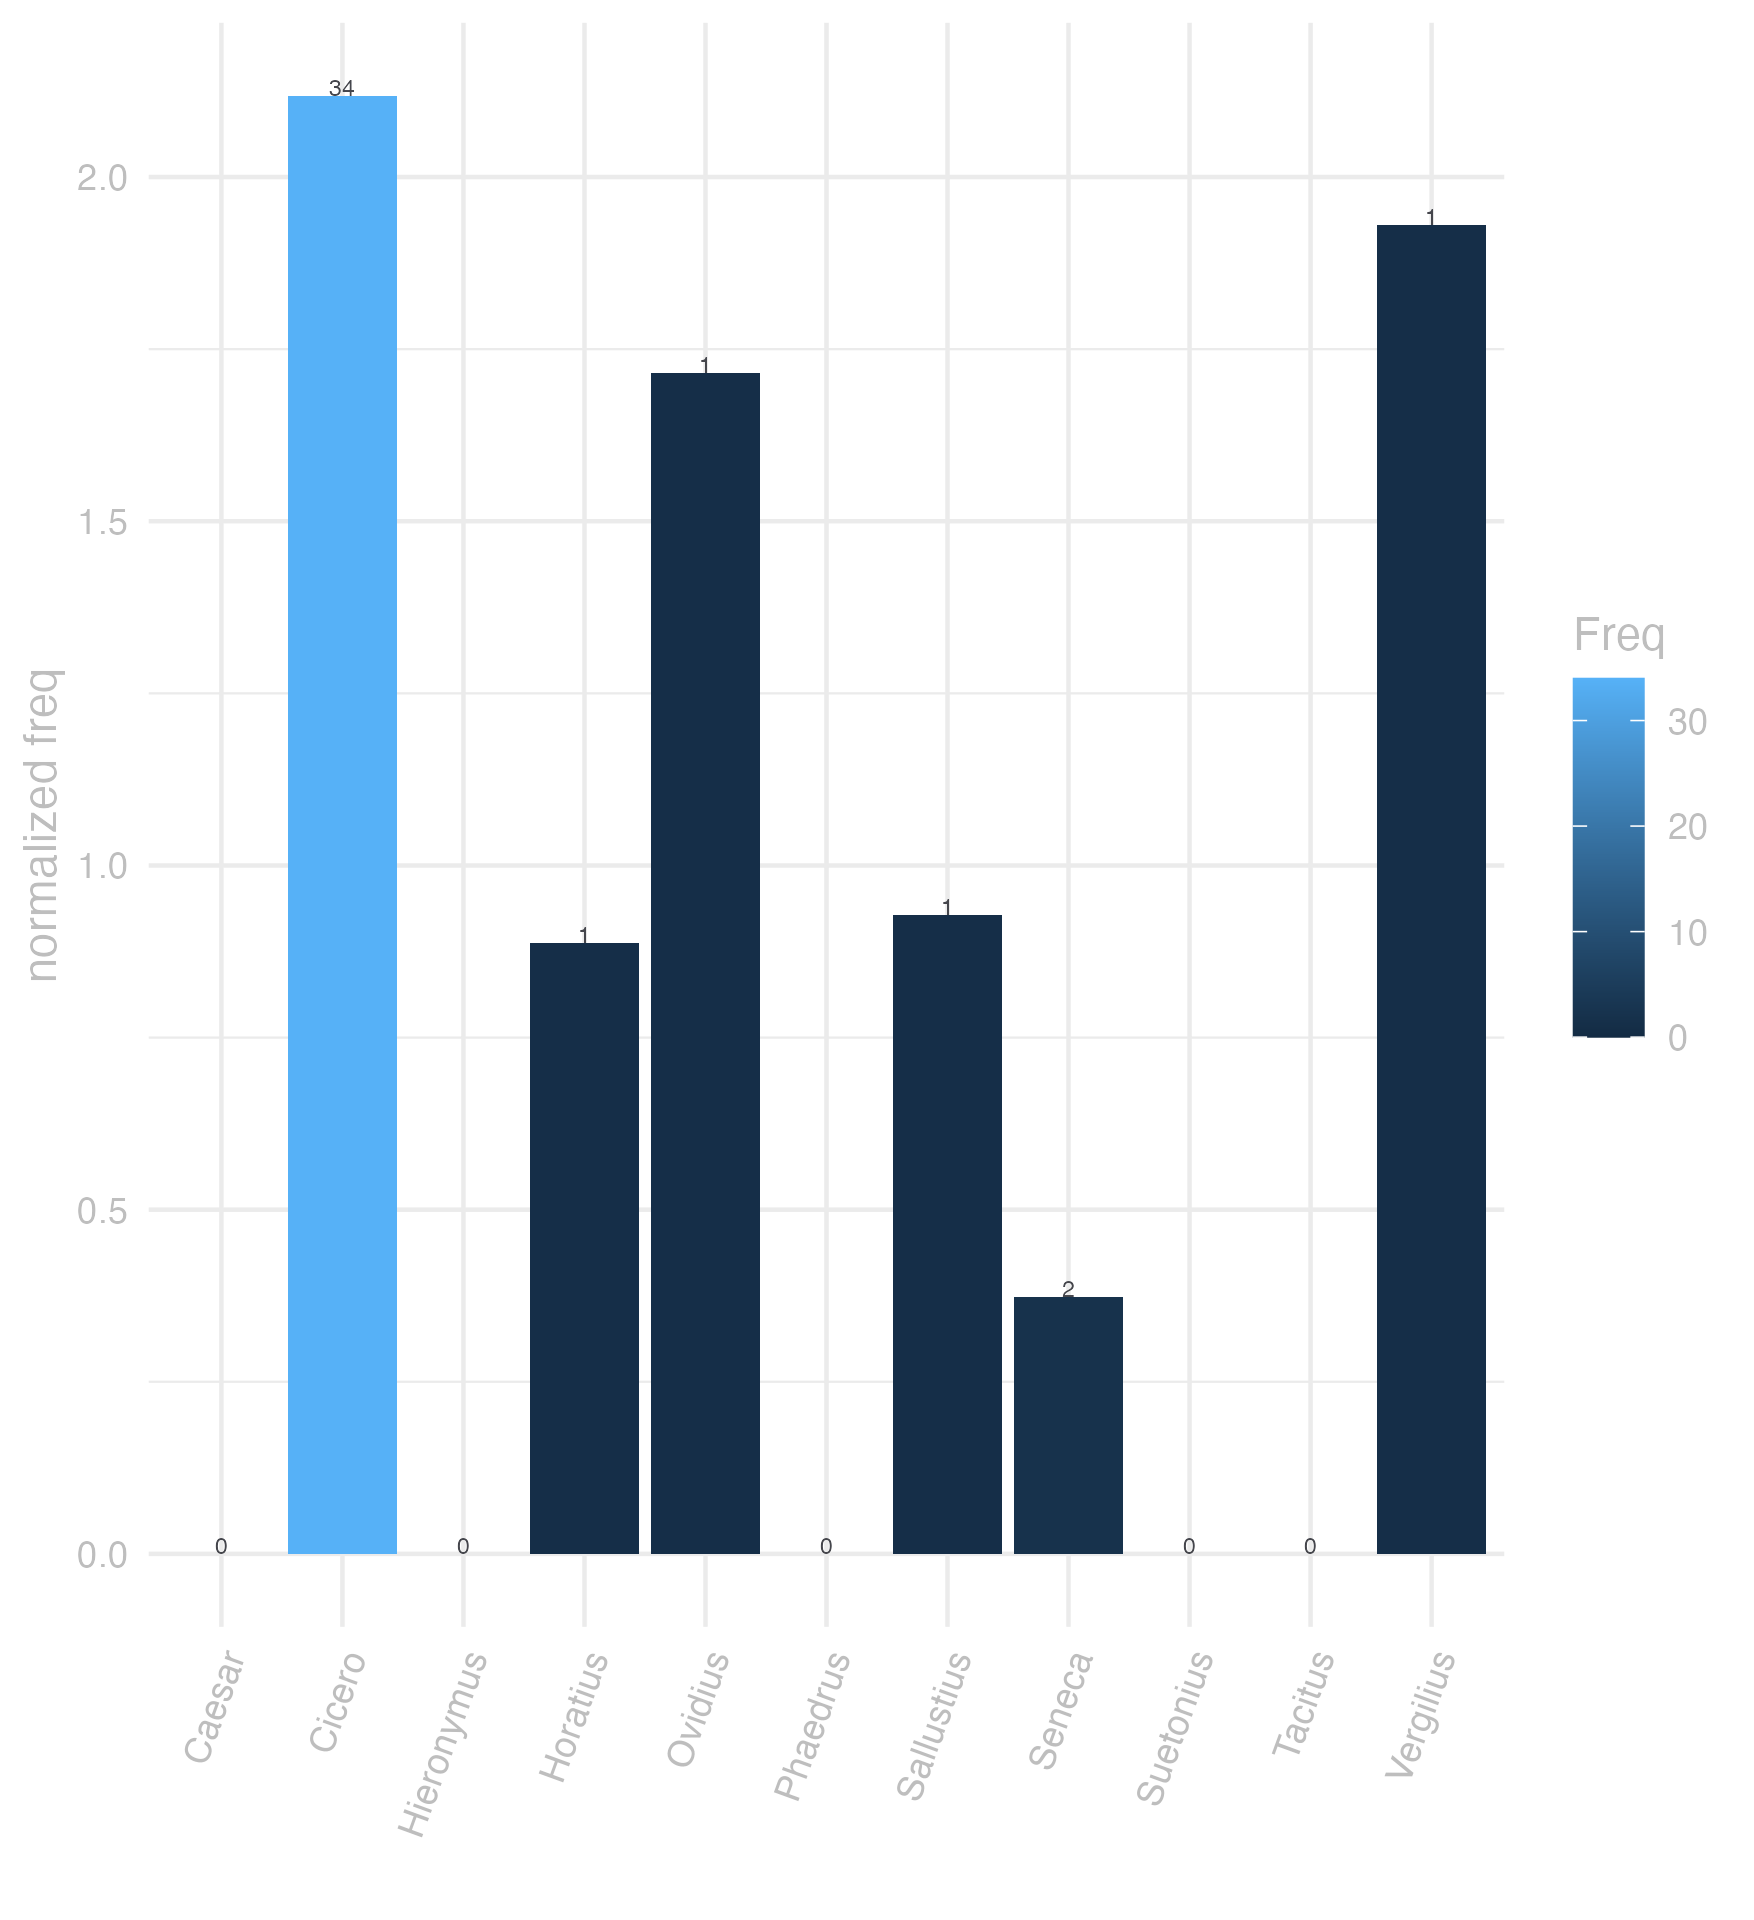 34
2.0
1
1
1.5
Freq
30
normalized freq
20
1.0
1
1
10
0
0.5
2
0.0
0
0
0
0
0
Caesar
Cicero
Hieronymus
Horatius
Ovidius
Phaedrus
Sallustius
Seneca
Suetonius
Tacitus
Vergilius